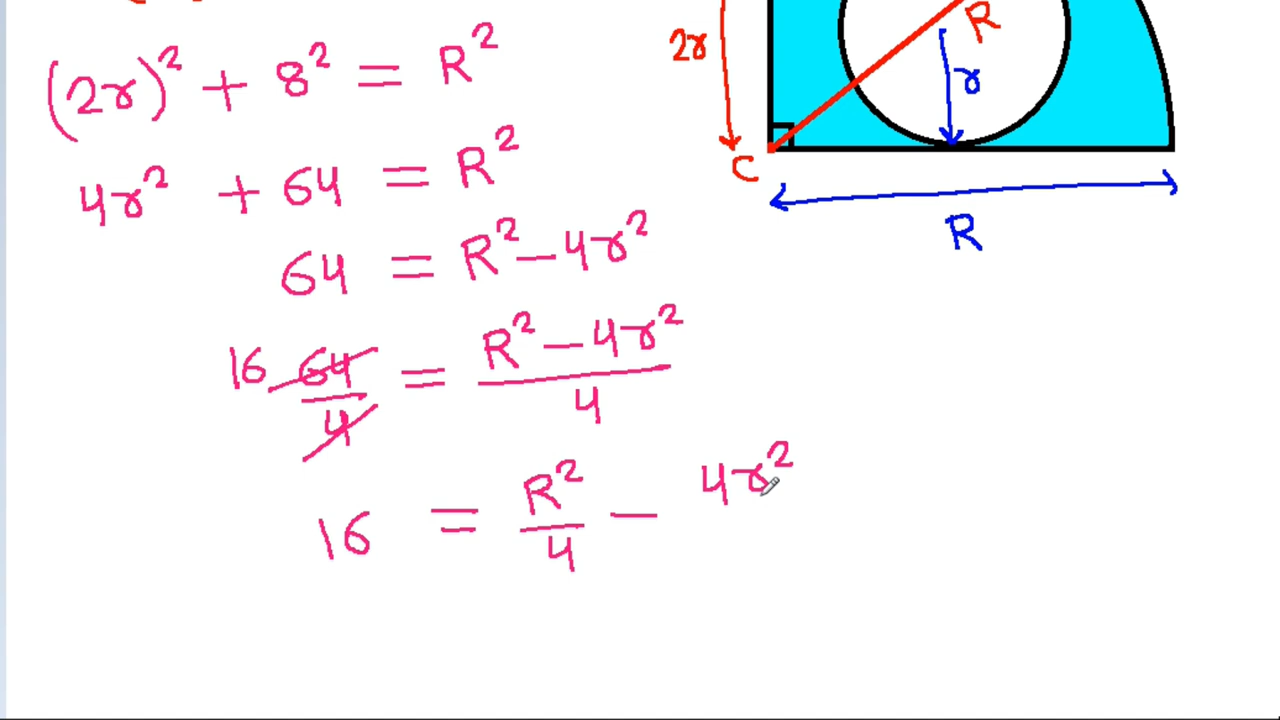 (2r)² + 8² = R²
4r² + 64 = R²
64 = R² - 4r²
16 64/4 = (R² - 4r²)/4
16 = R²/4 - 4r²
2r
R
r
C
R